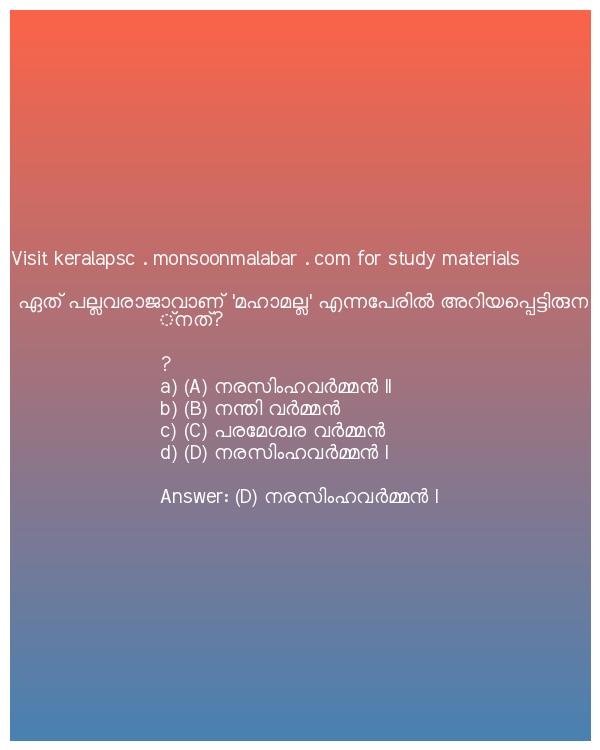 Visit keralapsc . monsoonmalabar . com for study materials
ഏത് പല്ലവരാജാവാണ് 'മഹാമല്ല' എന്നപേരിൽ അറിയപ്പെട്ടിരുന
്നത്?
?
a) (A) നരസിംഹവർമ്മൻ II
b) (B) നന്തി വർമ്മൻ
c) (C) പരമേശ്വര വർമ്മൻ
d) (D) നരസിംഹവർമ്മൻ I
Answer: (D) നരസിംഹവർമ്മൻ I